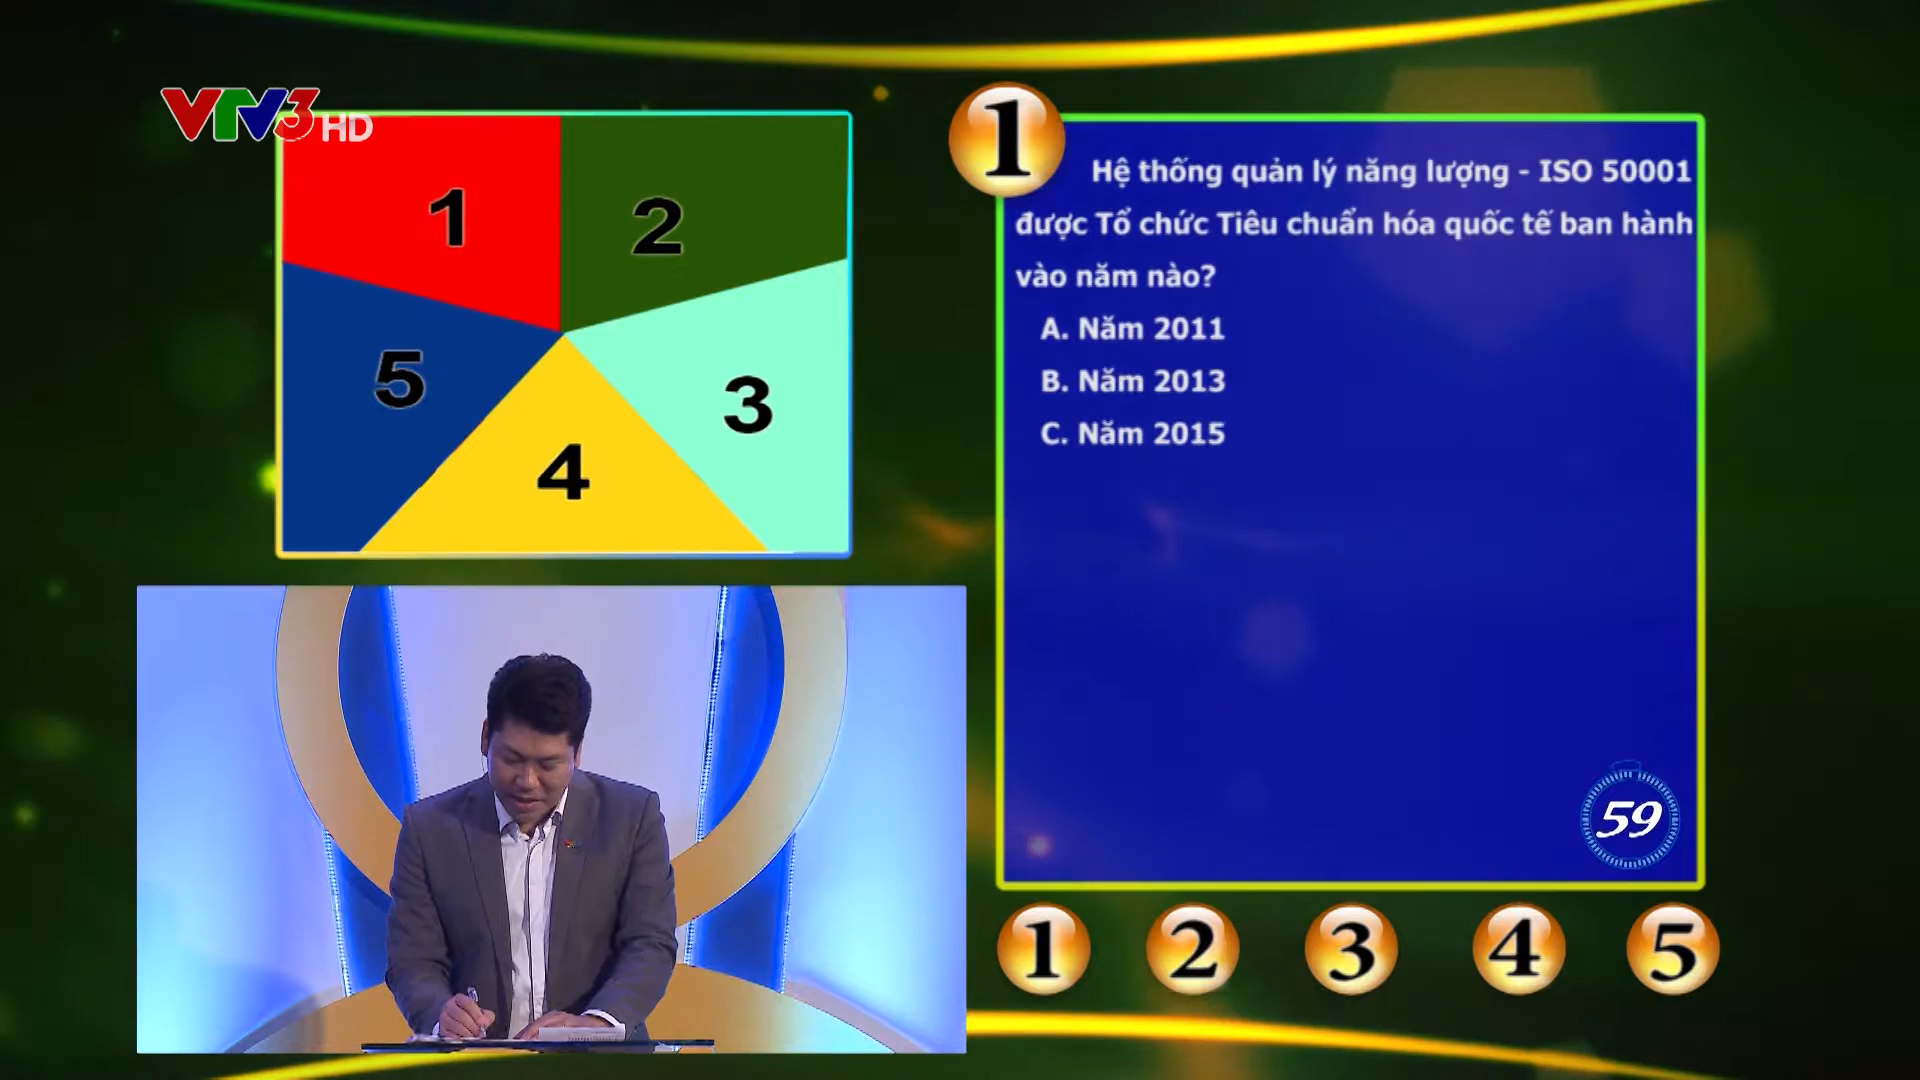 VTV3 HD
1
2
3
4
5
1
Hệ thống quản lý năng lượng - ISO 50001
được Tổ chức Tiêu chuẩn hóa quốc tế ban hành
vào năm nào?
A. Năm 2011
B. Năm 2013
C. Năm 2015
59
1 2 3 4 5